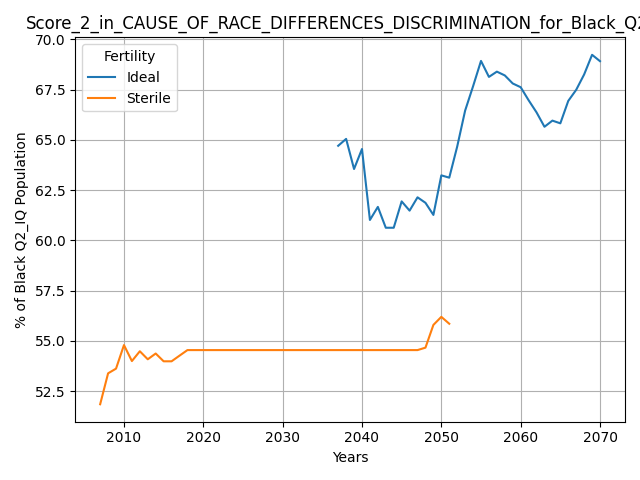 Score_2_in_CAUSE_OF_RACE_DIFFERENCES_DISCRIMINATION_for_Black_Q2
Fertility
Ideal
Sterile
70.0
67.5
65.0
62.5
60.0
57.5
55.0
52.5
% of Black Q2_IQ Population
2010 2020 2030 2040 2050 2060 2070
Years